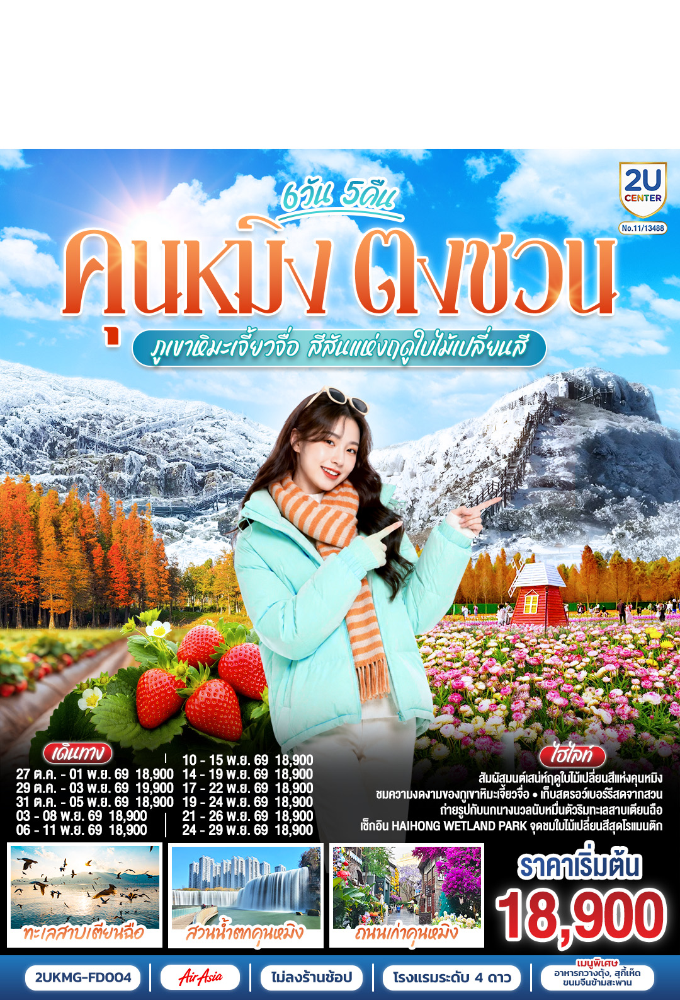 2U
CENTER
No.11/13488
6วัน 5คืน
คุนหมิง ตงชวน
ภูเขาหิมะเจี้ยวจื่อ สีสันแห่งฤดูใบไม้เปลี่ยนสี
เดินทาง
27 ต.ค. - 01 พ.ย. 69 18,900
29 ต.ค. - 03 พ.ย. 69 19,900
31 ต.ค. - 05 พ.ย. 69 18,900
03 - 08 พ.ย. 69 18,900
06 - 11 พ.ย. 69 18,900
10 - 15 พ.ย. 69 18,900
14 - 19 พ.ย. 69 18,900
17 - 22 พ.ย. 69 18,900
19 - 24 พ.ย. 69 18,900
21 - 26 พ.ย. 69 18,900
24 - 29 พ.ย. 69 18,900
ไฮไลท์
สัมผัสมนต์เสน่ห์ฤดูใบไม้เปลี่ยนสีแห่งคุนหมิง
ชมความงดงามของภูเขาหิมะเจี้ยวจื่อ • เก็บสตรอว์เบอร์รีสดจากสวน
ถ่ายรูปกับนกนางนวลนับหมื่นตัวริมทะเลสาบเตียนฉือ
เช็กอิน HAIHONG WETLAND PARK จุดชมใบไม้เปลี่ยนสีสุดโรแมนติก
ทะเลสาบเตียนฉือ
สวนน้ำตกคุนหมิง
ถนนเก่าคุนหมิง
ราคาเริ่มต้น
18,900
2UKMG-FD004
AirAsia
ไม่ลงร้านช้อป
โรงแรมระดับ 4 ดาว
เมนูพิเศษ
อาหารกวางตุ้ง, สุกี้เห็ด
ขนมจีนข้ามสะพาน